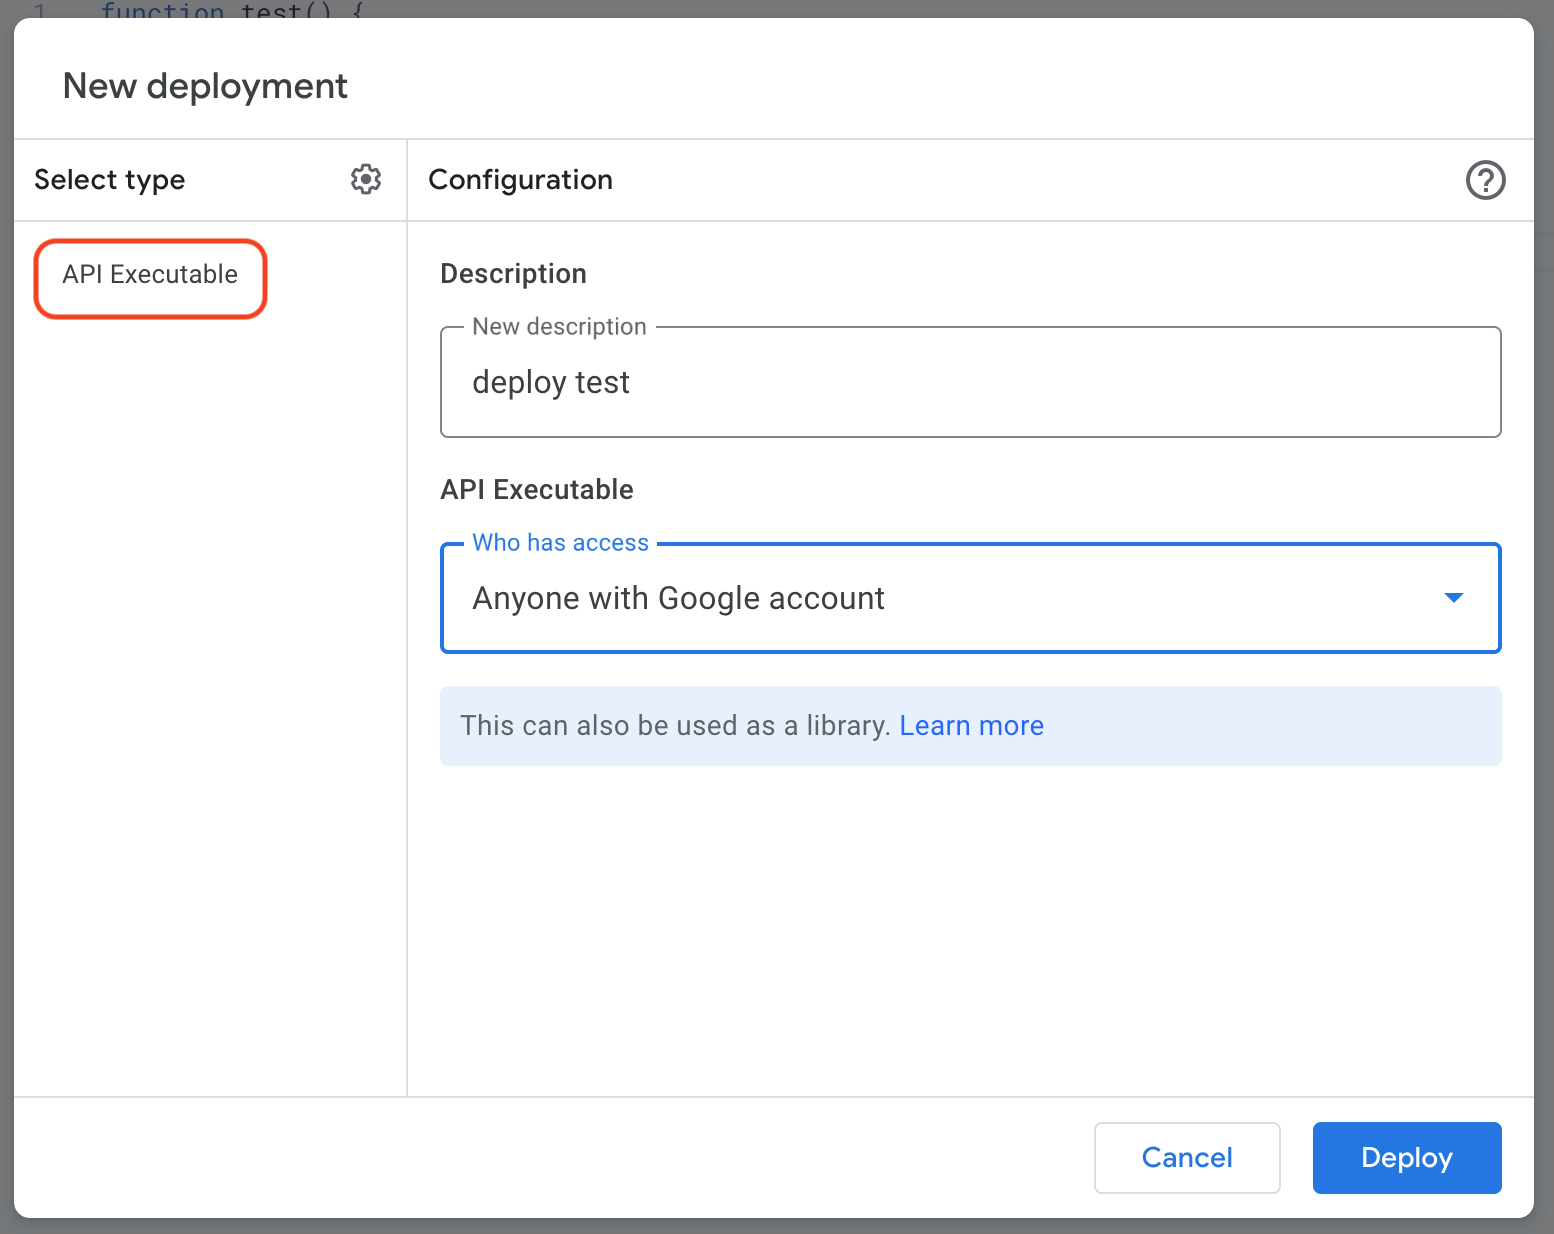 1 function test() {
New deployment
Select type
Configuration
API Executable
Description
New description
deploy test
API Executable
Who has access
Anyone with Google account
This can also be used as a library. Learn more
Cancel
Deploy